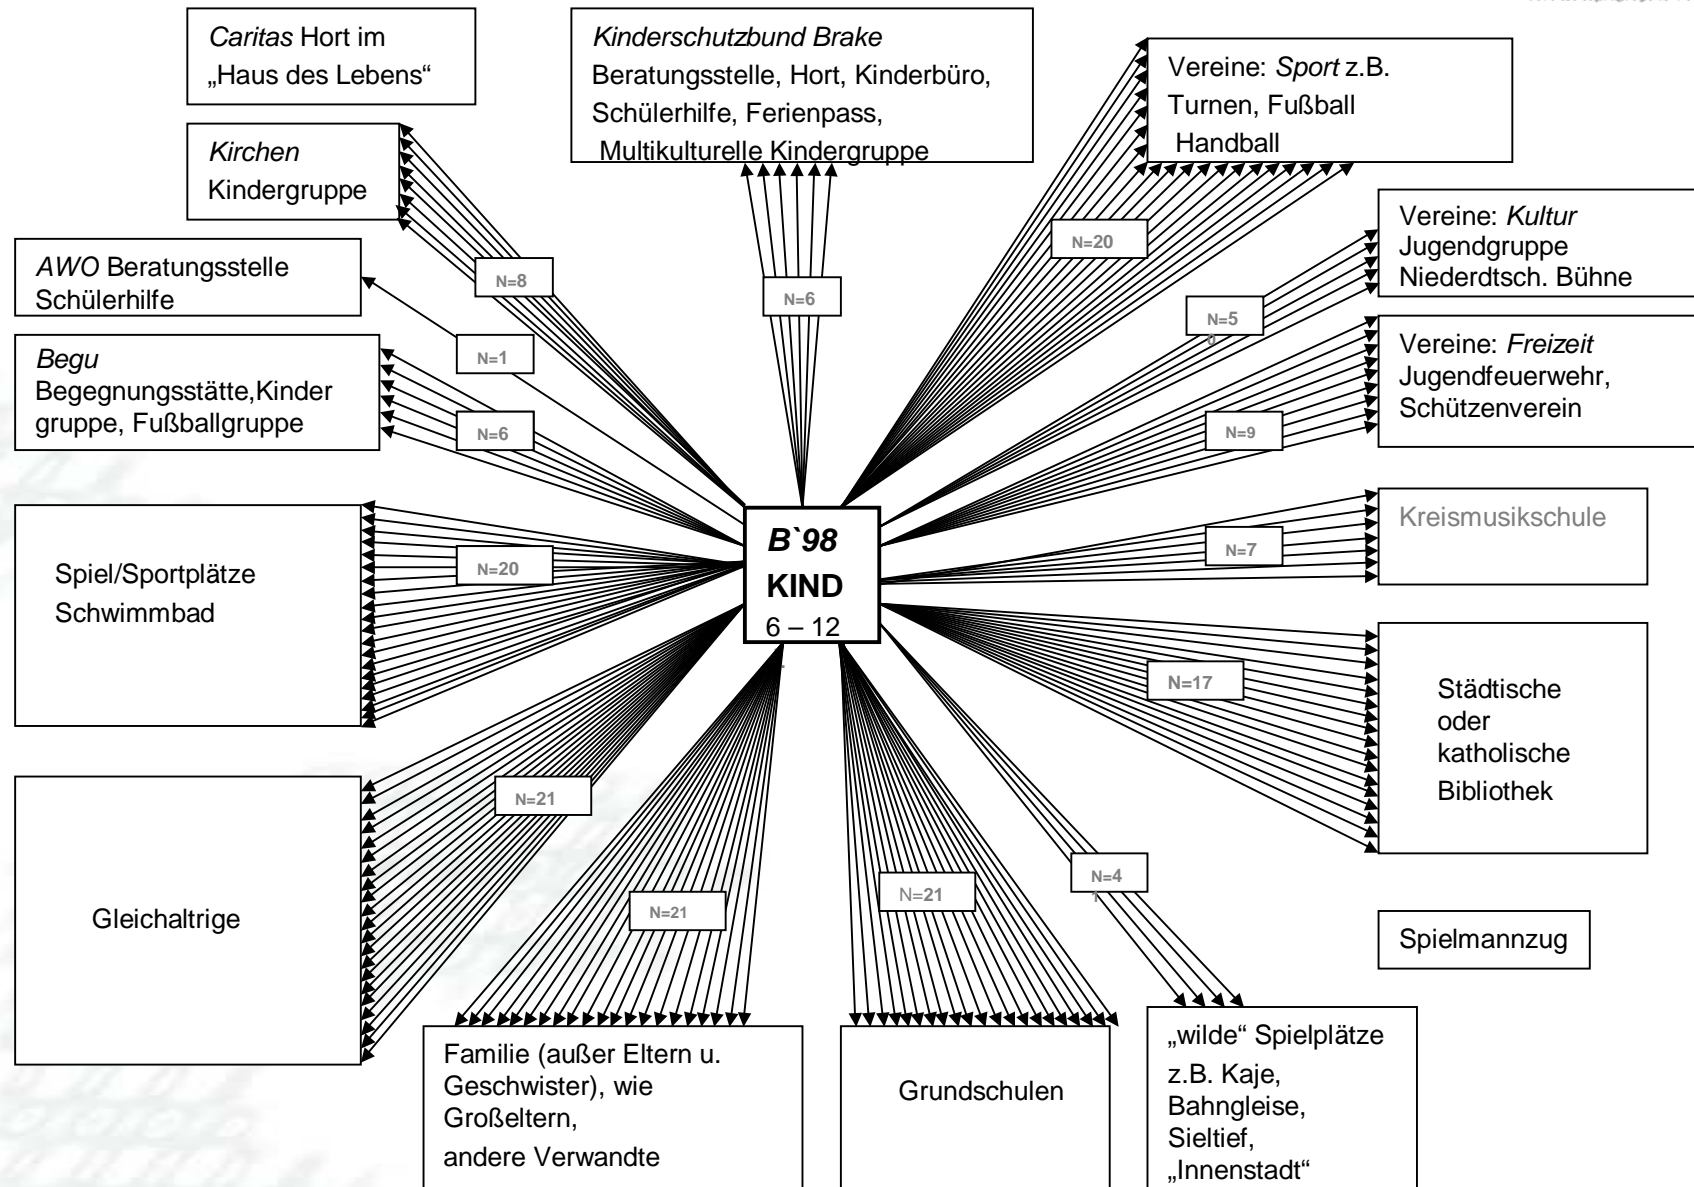 Caritas Hort im
„Haus des Lebens“
Kinderschutzbund Brake
Beratungsstelle, Hort, Kinderbüro,
Schülerhilfe, Ferienpass,
Multikulturelle Kindergruppe
Vereine: Sport z.B.
Turnen, Fußball
Handball
Kirchen
Kindergruppe
Vereine: Kultur
Jugendgruppe
Niederdtsch. Bühne
AWO Beratungsstelle
Schülerhilfe
Vereine: Freizeit
Jugendfeuerwehr,
Schützenverein
Begu
Begegnungsstätte,Kinder
gruppe, Fußballgruppe
N=20
N=8
N=6
N=5
N=1
N=6
N=9
Kreismusikschule
N=7
B`98
KIND
6 – 12
Spiel/Sportplätze
Schwimmbad
N=20
N=17
Städtische
oder
katholische
Bibliothek
Gleichaltrige
N=21
N=21
N=21
N=4
Spielmannzug
Familie (außer Eltern u.
Geschwister), wie
Großeltern,
andere Verwandte
Grundschulen
„wilde“ Spielplätze
z.B. Kaje,
Bahngleise,
Sieltief,
„Innenstadt“